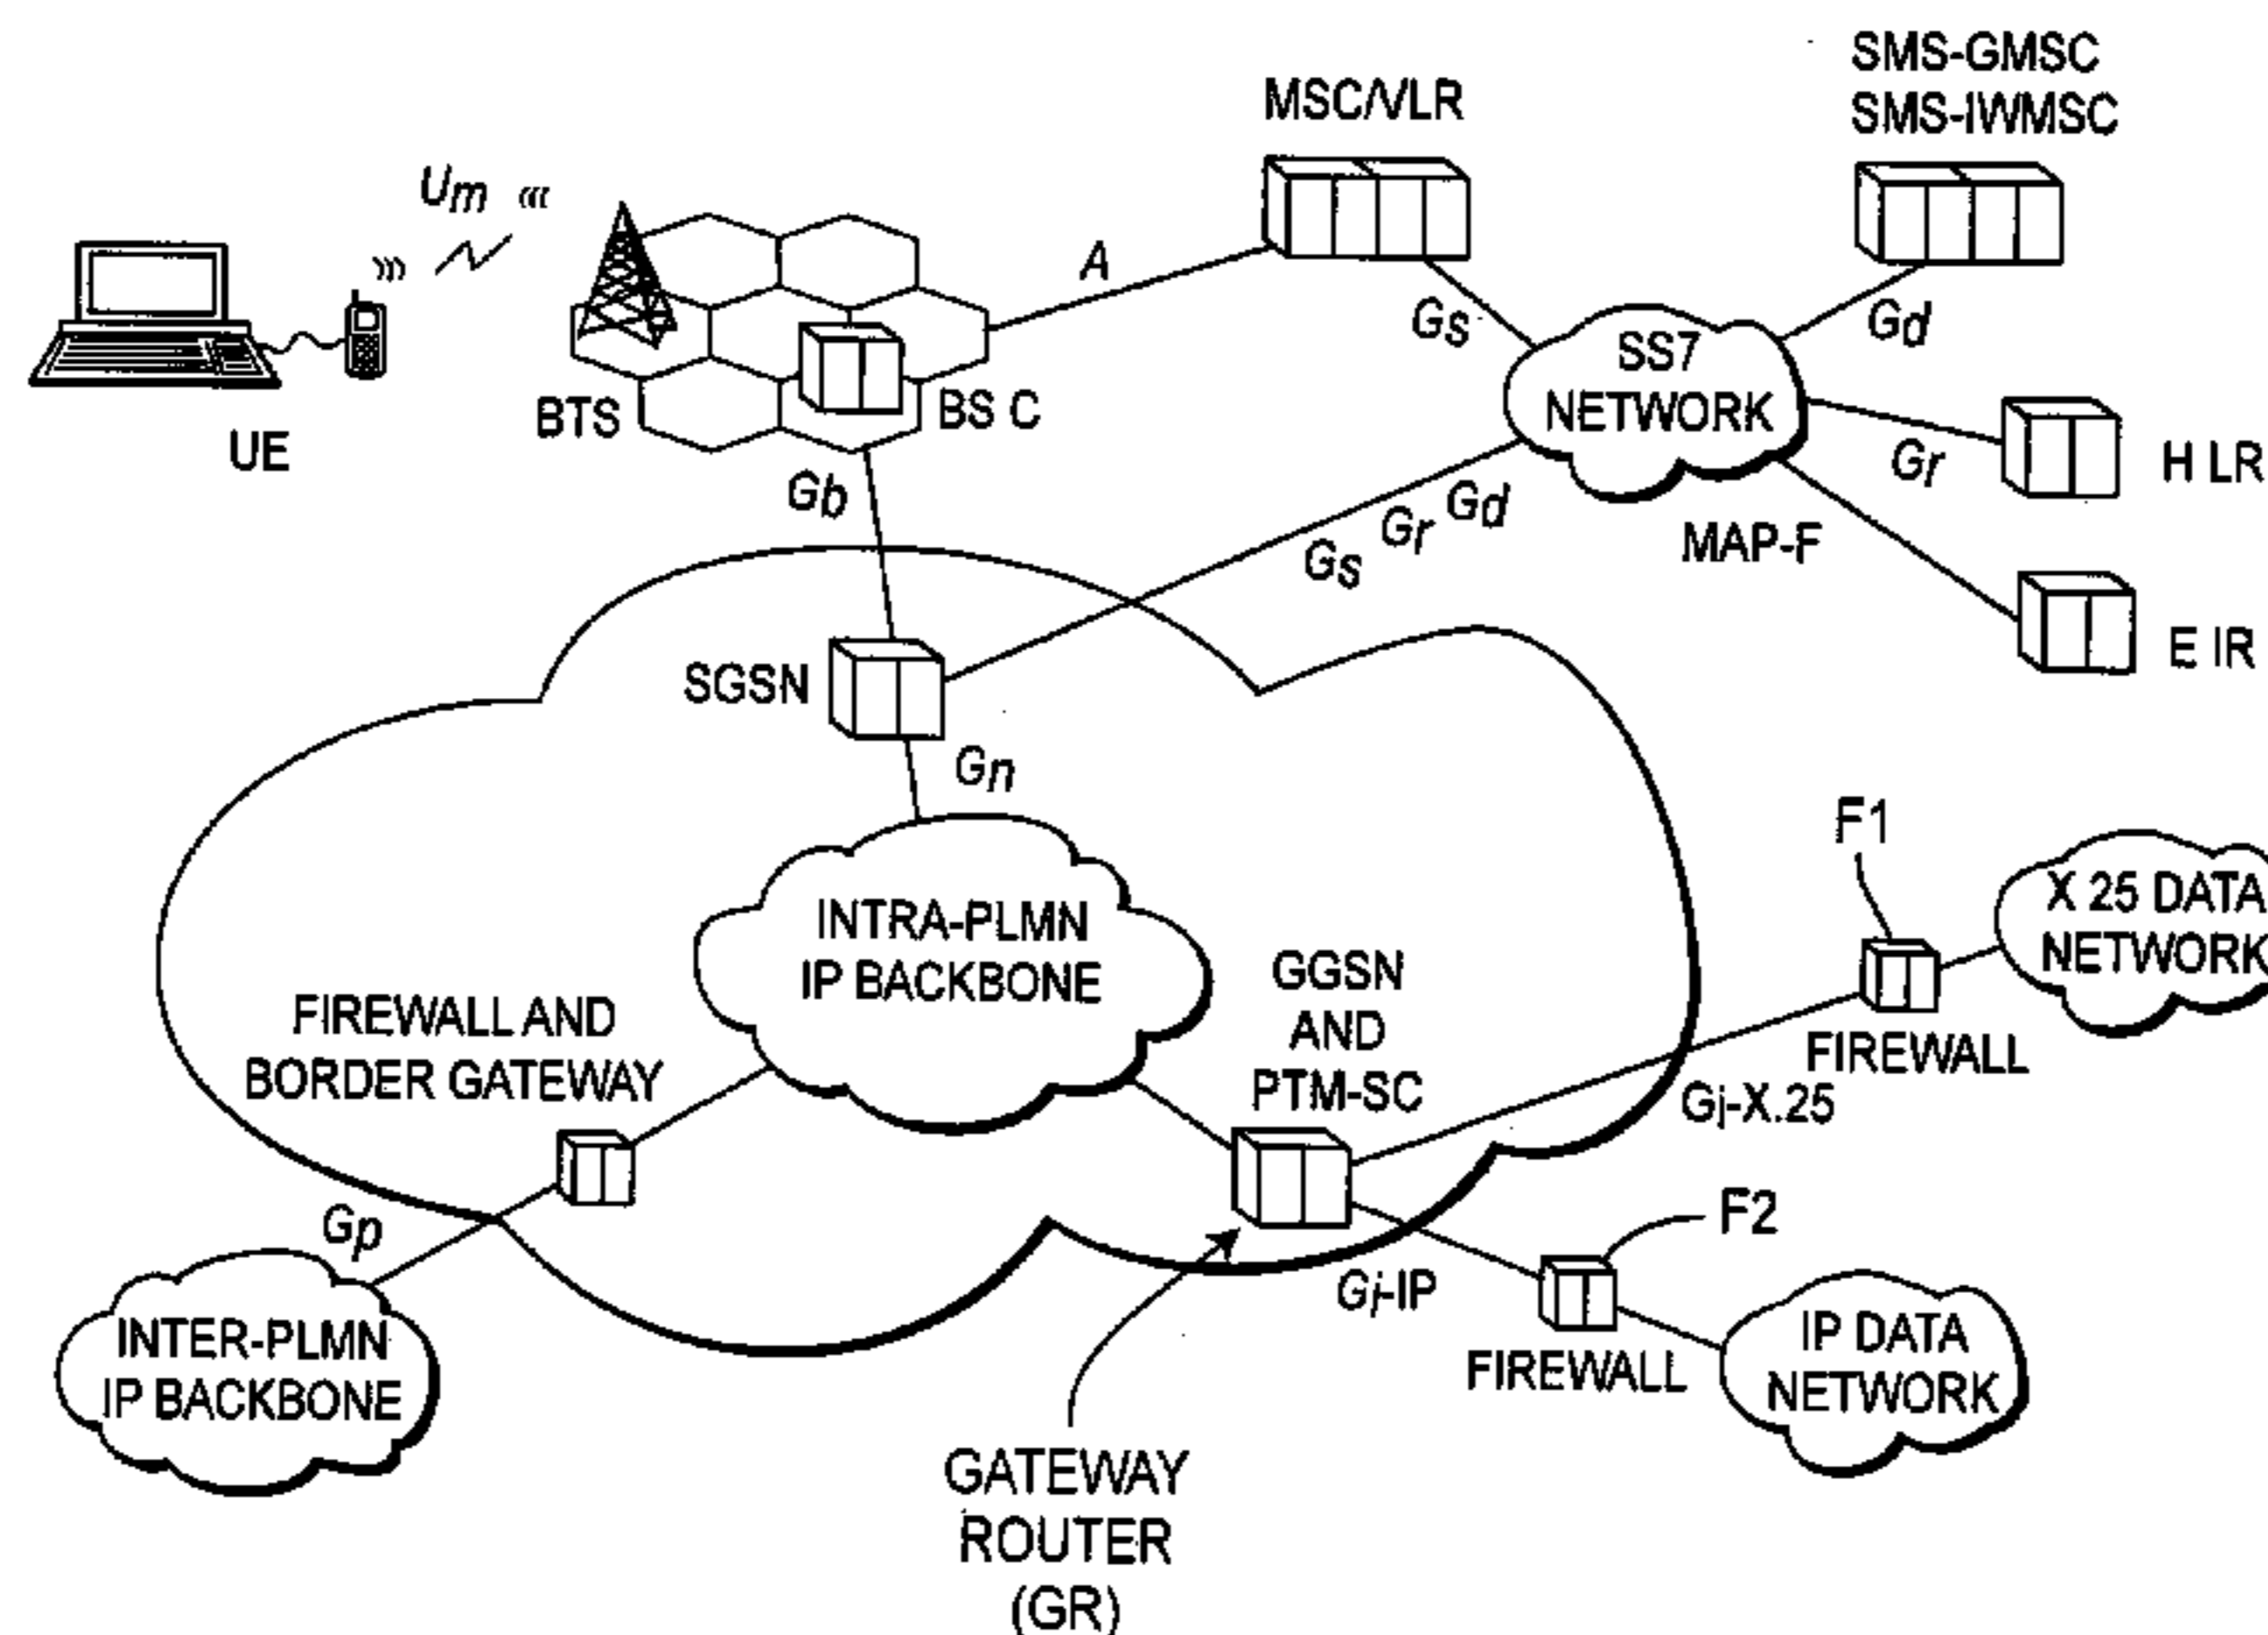 SMS-GMSC
SMS-IWMSC
MSC/VLR
Um
A
Gs
Gd
SS7
NETWORK
BTS
BS C
UE
Gr
H LR
Gb
Gs Gr Gd
MAP-F
E IR
SGSN
Gn
F1
X 25 DATA
NETWORK
INTRA-PLMN
IP BACKBONE
GGSN
AND
PTM-SC
FIREWALL AND
BORDER GATEWAY
FIREWALL
Gj-X.25
F2
Gp
Gj-IP
INTER-PLMN
IP BACKBONE
FIREWALL
IP DATA
NETWORK
GATEWAY
ROUTER
(GR)